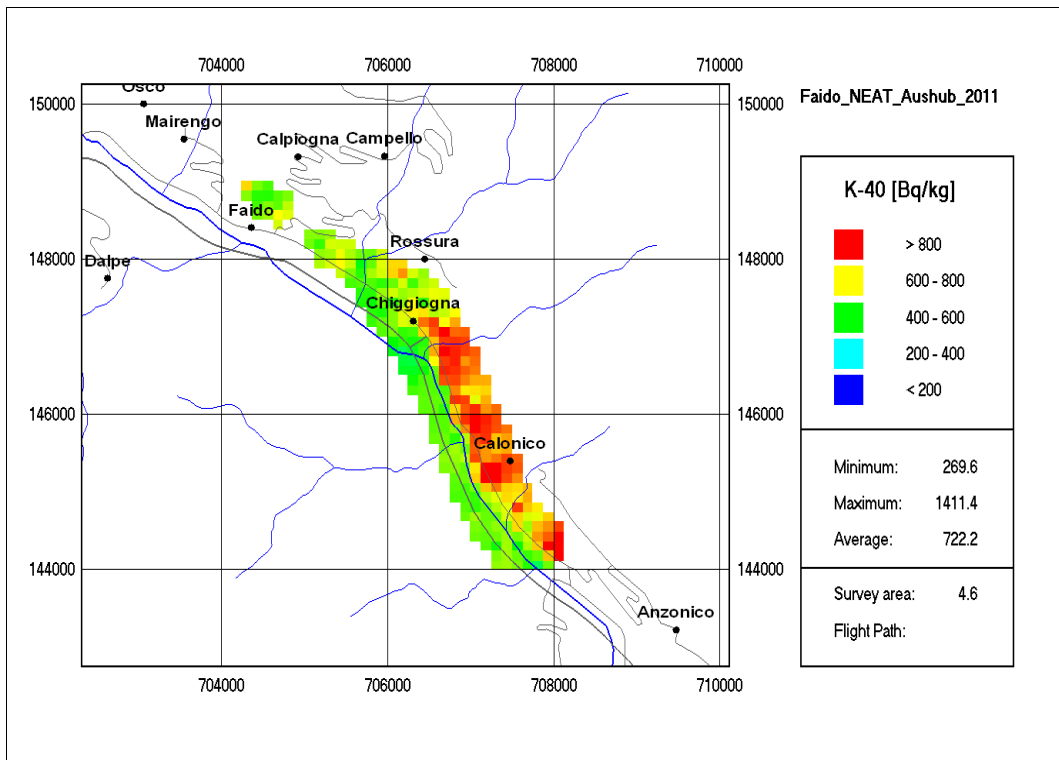 704000 706000 708000 710000
Faido_NEAT_Aushub_2011
150000 Osco 150000
Mairengo
Calpiogna Campello
Faido
Rossura
148000 Dalpe 148000
Chiggiogna
146000 146000
Calonico
144000 144000
Anzonico
704000 706000 708000 710000
K-40 [Bq/kg]
> 800
600 - 800
400 - 600
200 - 400
< 200
Minimum: 269.6
Maximum: 1411.4
Average: 722.2
Survey area: 4.6
Flight Path: